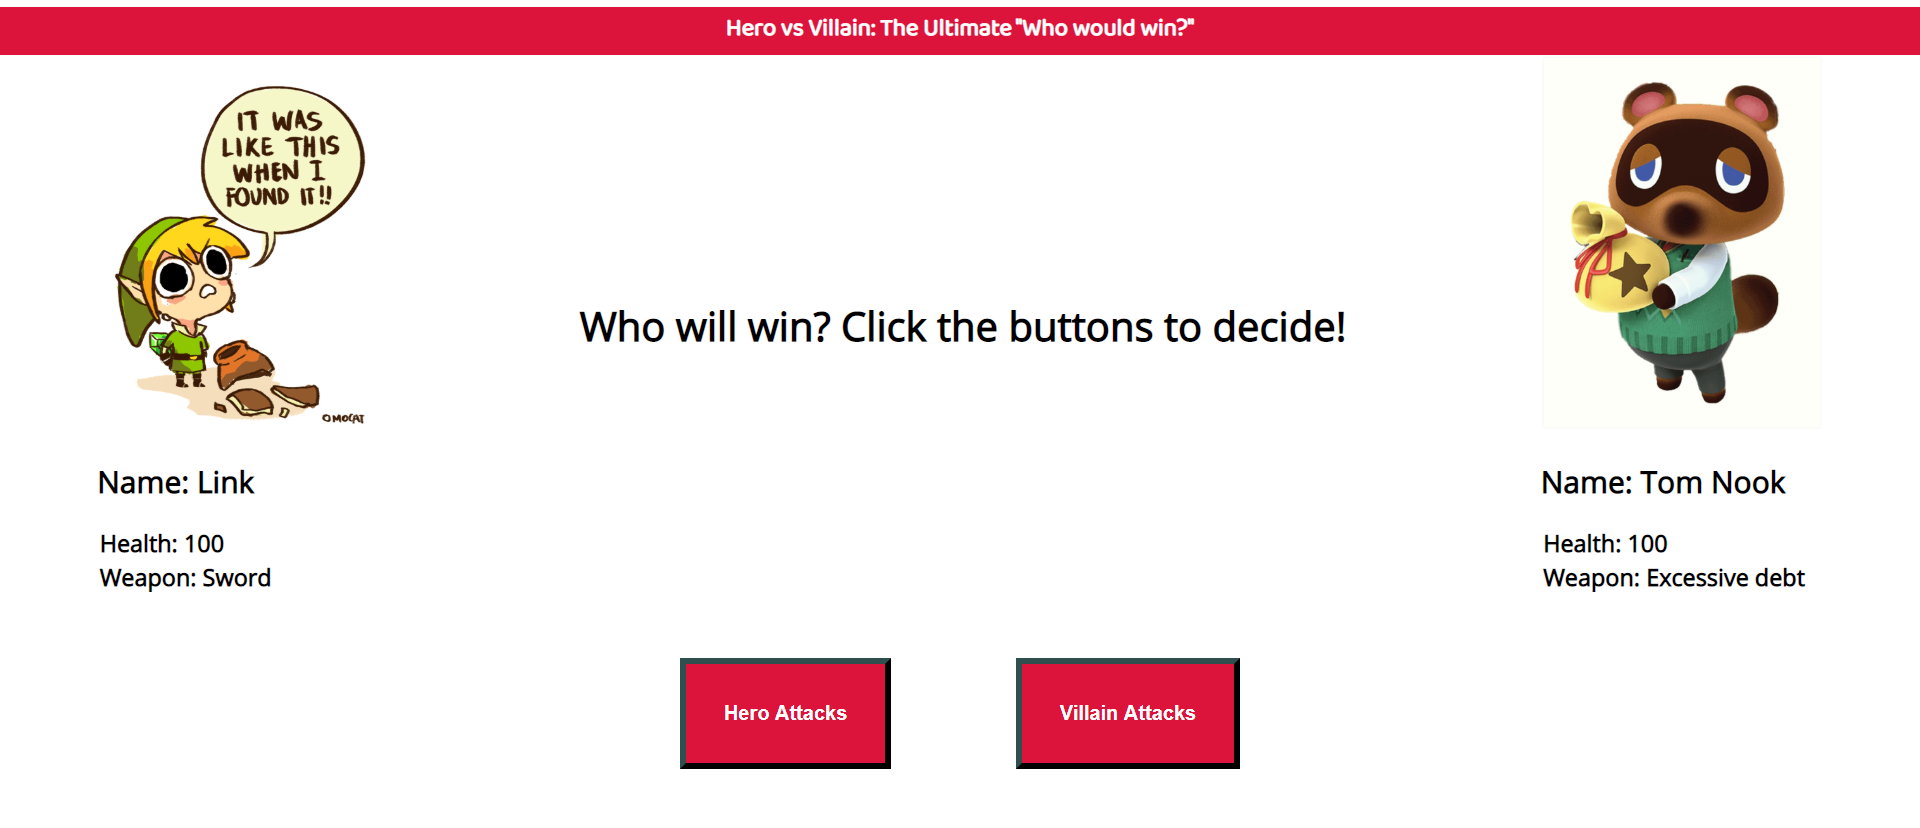 Hero vs Villain: The Ultimate "Who would win?"
IT WAS
LIKE THIS
WHEN I
FOUND IT!!
©MOCAT
Who will win? Click the buttons to decide!
Name: Link
Health: 100
Weapon: Sword
Name: Tom Nook
Health: 100
Weapon: Excessive debt
Hero Attacks
Villain Attacks